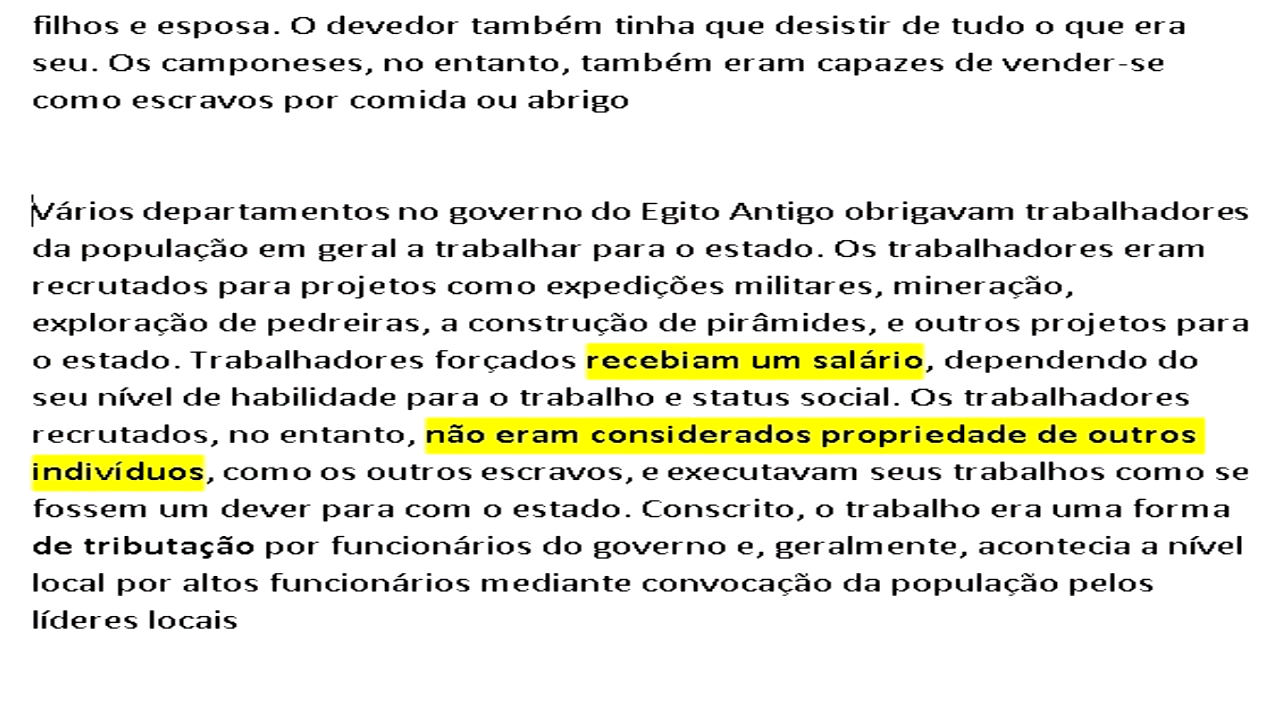 filhos e esposa. O devedor também tinha que desistir de tudo o que era
seu. Os camponeses, no entanto, também eram capazes de vender-se
como escravos por comida ou abrigo
Vários departamentos no governo do Egito Antigo obrigavam trabalhadores
da população em geral a trabalhar para o estado. Os trabalhadores eram
recrutados para projetos como expedições militares, mineração,
exploração de pedreiras, a construção de pirâmides, e outros projetos para
o estado. Trabalhadores forçados recebiam um salário, dependendo do
seu nível de habilidade para o trabalho e status social. Os trabalhadores
recrutados, no entanto, não eram considerados propriedade de outros
indivíduos, como os outros escravos, e executavam seus trabalhos como se
fossem um dever para com o estado. Conscrito, o trabalho era uma forma
de tributação por funcionários do governo e, geralmente, acontecia a nível
local por altos funcionários mediante convocação da população pelos
líderes locais